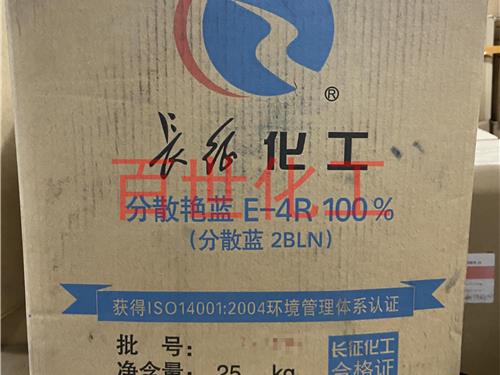 ®
长征 化工
百世化工
分散艳蓝 E-4R 100%
(分散蓝 2BLN)
获得ISO14001:2004环境管理体系认证
批 号:
净含量: 25 kg
长征化工
合格证